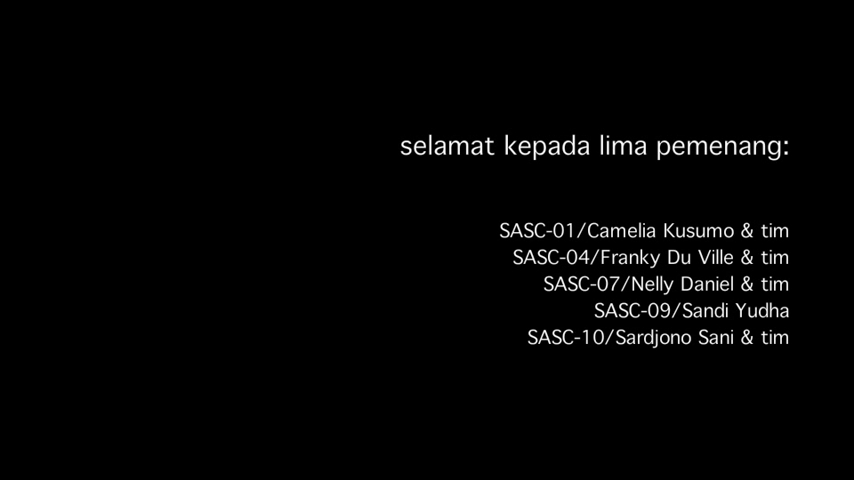 selamat kepada lima pemenang:
SASC-01/Camelia Kusumo & tim
SASC-04/Franky Du Ville & tim
SASC-07/Nelly Daniel & tim
SASC-09/Sandi Yudha
SASC-10/Sardjono Sani & tim